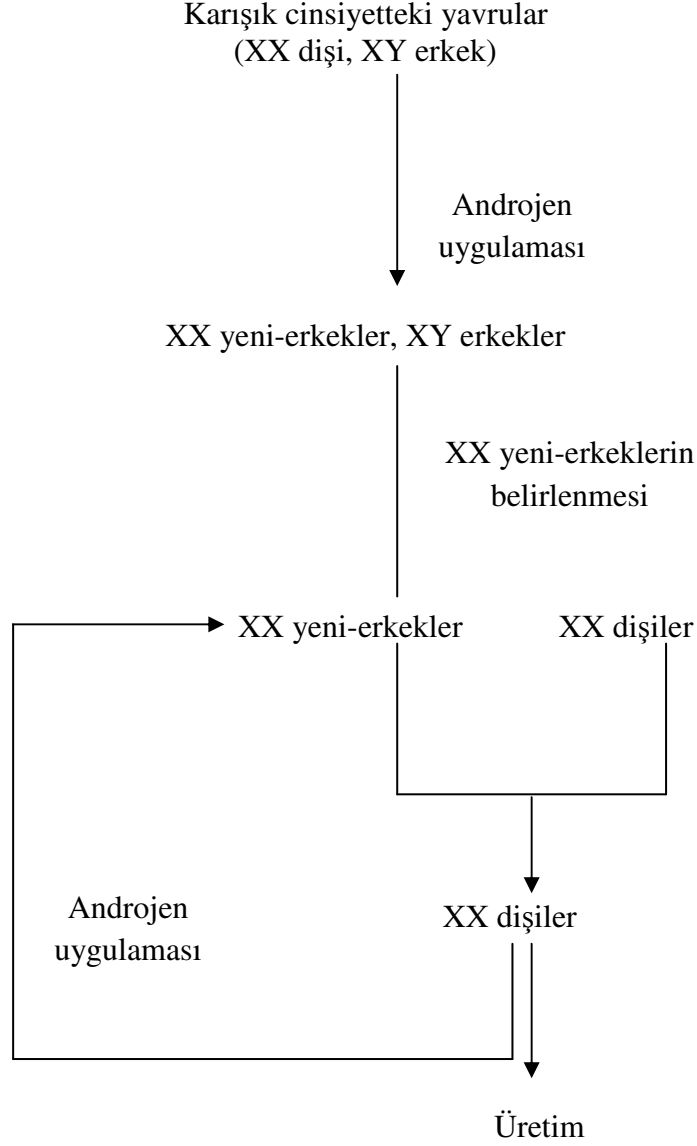 Karışık cinsiyetteki yavrular
(XX dişi, XY erkek)
Androjen
uygulaması
XX yeni-erkekler, XY erkekler
XX yeni-erkeklerin
belirlenmesi
XX yeni-erkekler
XX dişiler
Androjen
uygulaması
XX dişiler
Üretim